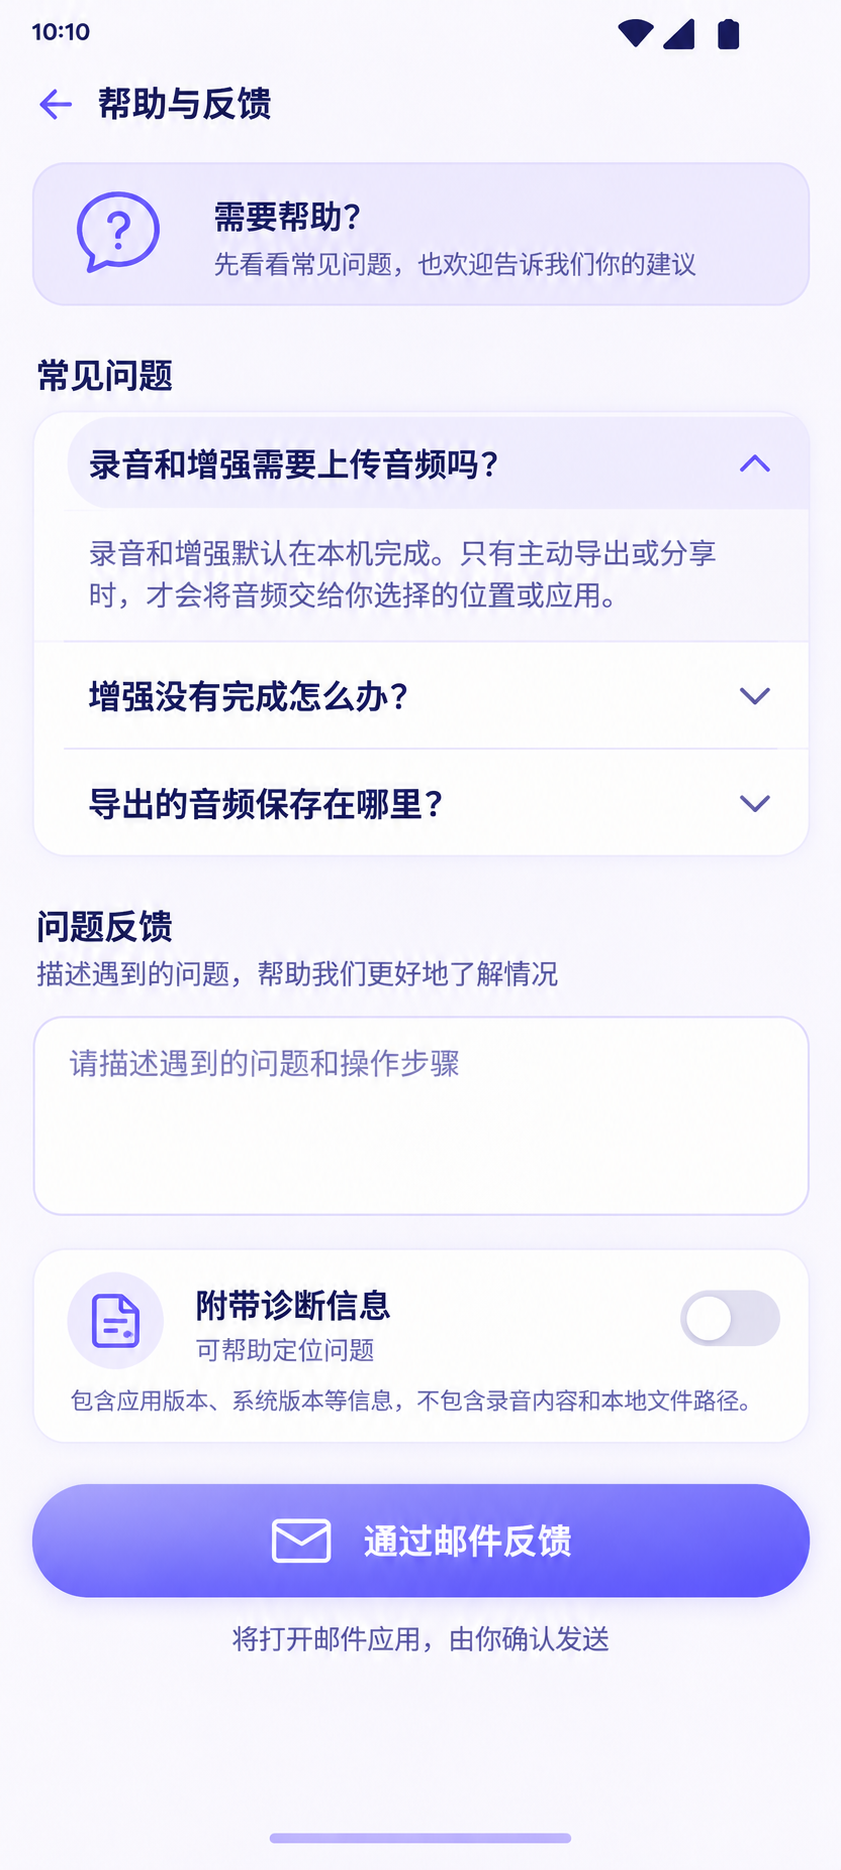 10:10
帮助与反馈
需要帮助？
先看看常见问题，也欢迎告诉我们你的建议
常见问题
录音和增强需要上传音频吗？
录音和增强默认在本机完成。只有主动导出或分享
时，才会将音频交给你选择的位置或应用。
增强没有完成怎么办？
导出的音频保存在哪里？
问题反馈
描述遇到的问题，帮助我们更好地了解情况
请描述遇到的问题和操作步骤
附带诊断信息
可帮助定位问题
包含应用版本、系统版本等信息，不包含录音内容和本地文件路径。
通过邮件反馈
将打开邮件应用，由你确认发送